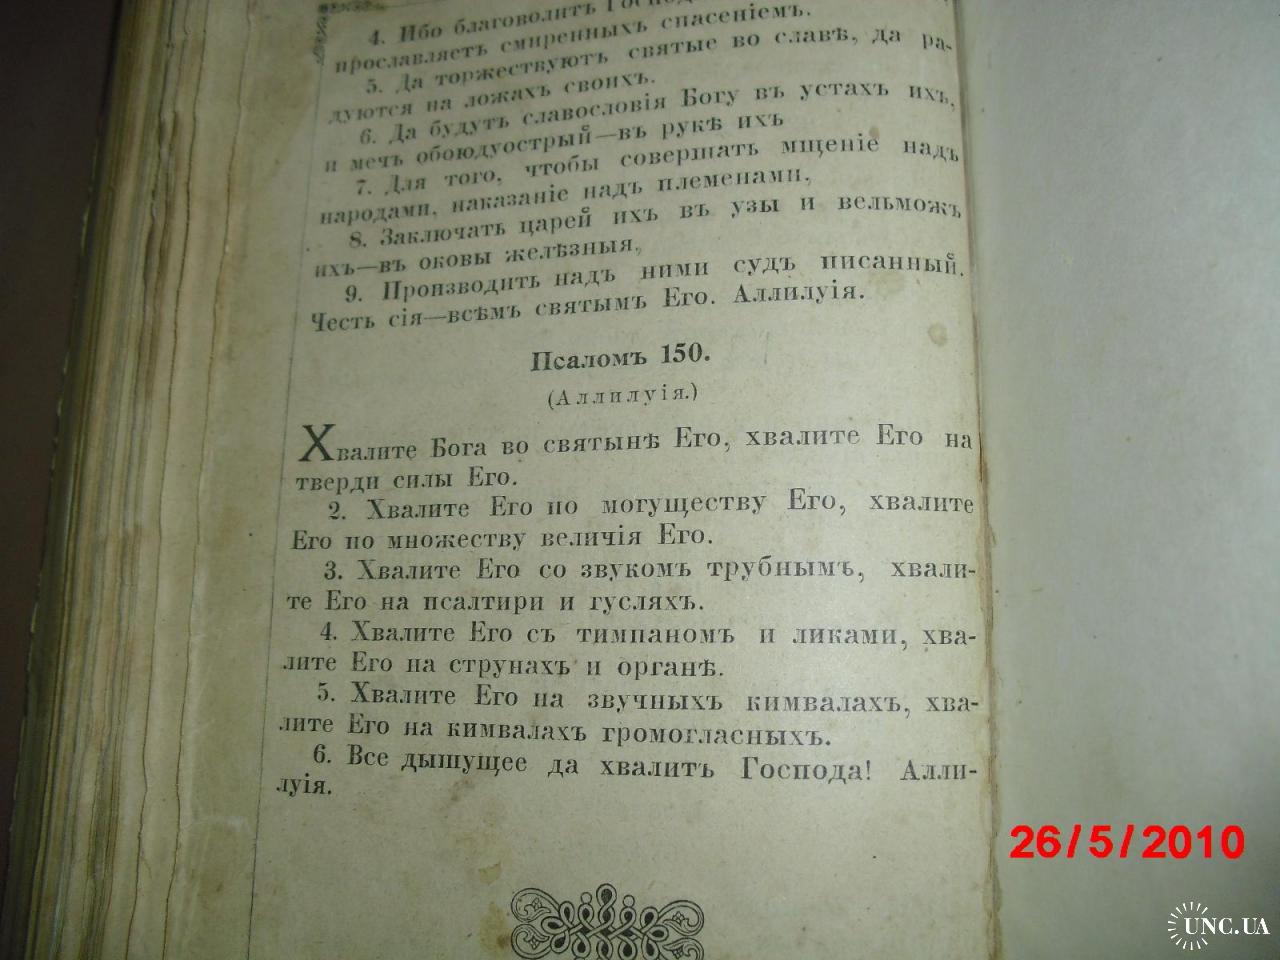 4. Ибо благоволитъ
прославляетъ смиренныхъ спасеніемъ.
5. Да торжествуютъ святые во славѣ, да ра-
дуются на ложахъ своихъ.
6. Да будутъ славословія Богу въ устахъ ихъ,
и мечъ обоюдуострый—въ рукѣ ихъ
7. Для того, чтобы совершать мщеніе надъ
народами, наказаніе надъ племенами,
8. Заключать царей ихъ въ узы и вельможъ
ихъ—въ оковы желѣзныя,
9. Производить надъ ними судъ писанный.
Честь сія—всѣмъ святымъ Его. Аллилуія.
Псаломъ 150.
(Аллилуія.)
Хвалите Бога во святынѣ Его, хвалите Его на
тверди силы Его.
2. Хвалите Его по могуществу Его, хвалите
Его по множеству величія Его.
3. Хвалите Его со звукомъ трубнымъ, хвали-
те Его на псалтири и гусляхъ.
4. Хвалите Его съ тимпаномъ и ликами, хва-
лите Его на струнахъ и органѣ.
5. Хвалите Его на звучныхъ кимвалахъ, хва-
лите Его на кимвалахъ громогласныхъ.
6. Все дышущее да хвалитъ Господа! Алли-
луія.
26/5/2010
UNC.UA